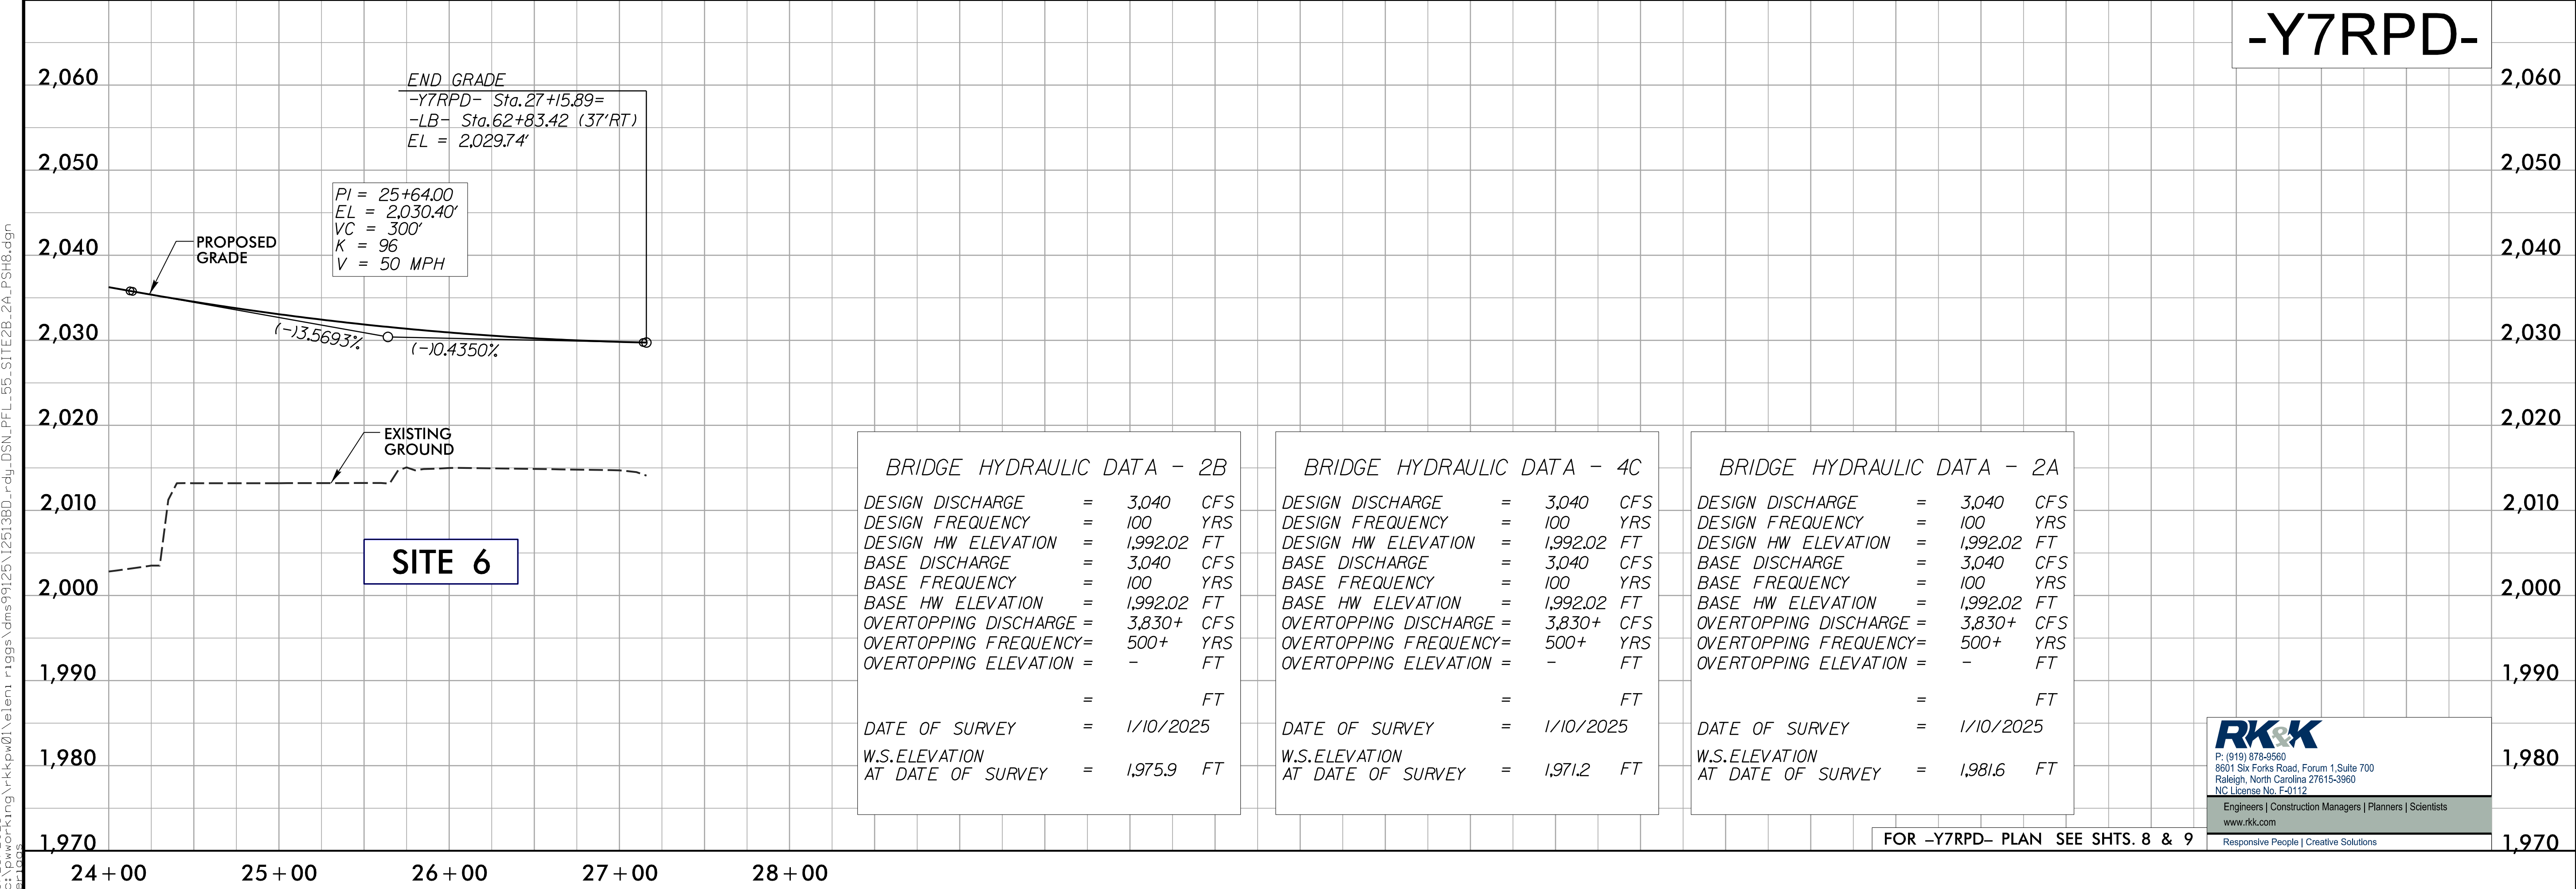 -Y7RPD-
2,060
2,050
2,040
2,030
2,020
2,010
2,000
1,990
1,980
1,970
END GRADE
-Y7RPD- Sta. 27+15.89=
-LB- Sta. 62+83.42 (37'RT)
EL = 2,029.74'
PI = 25+64.00
EL = 2,030.40'
VC = 300'
K = 96
V = 50 MPH
PROPOSED
GRADE
(-)3.5693%
(-)0.4350%
EXISTING
GROUND
SITE 6
BRIDGE HYDRAULIC DATA - 2B
DESIGN DISCHARGE = 3,040 CFS
DESIGN FREQUENCY = 100 YRS
DESIGN HW ELEVATION = 1,992.02 FT
BASE DISCHARGE = 3,040 CFS
BASE FREQUENCY = 100 YRS
BASE HW ELEVATION = 1,992.02 FT
OVERTOPPING DISCHARGE = 3,830+ CFS
OVERTOPPING FREQUENCY= 500+ YRS
OVERTOPPING ELEVATION = - FT
= FT
DATE OF SURVEY = 1/10/2025
W.S.ELEVATION
AT DATE OF SURVEY = 1,975.9 FT
BRIDGE HYDRAULIC DATA - 4C
DESIGN DISCHARGE = 3,040 CFS
DESIGN FREQUENCY = 100 YRS
DESIGN HW ELEVATION = 1,992.02 FT
BASE DISCHARGE = 3,040 CFS
BASE FREQUENCY = 100 YRS
BASE HW ELEVATION = 1,992.02 FT
OVERTOPPING DISCHARGE = 3,830+ CFS
OVERTOPPING FREQUENCY= 500+ YRS
OVERTOPPING ELEVATION = - FT
= FT
DATE OF SURVEY = 1/10/2025
W.S.ELEVATION
AT DATE OF SURVEY = 1,971.2 FT
BRIDGE HYDRAULIC DATA - 2A
DESIGN DISCHARGE = 3,040 CFS
DESIGN FREQUENCY = 100 YRS
DESIGN HW ELEVATION = 1,992.02 FT
BASE DISCHARGE = 3,040 CFS
BASE FREQUENCY = 100 YRS
BASE HW ELEVATION = 1,992.02 FT
OVERTOPPING DISCHARGE = 3,830+ CFS
OVERTOPPING FREQUENCY= 500+ YRS
OVERTOPPING ELEVATION = - FT
= FT
DATE OF SURVEY = 1/10/2025
W.S.ELEVATION
AT DATE OF SURVEY = 1,981.6 FT
2,060
2,050
2,040
2,030
2,020
2,010
2,000
1,990
1,980
1,970
RK&K
P: (919) 878-9560
8601 Six Forks Road, Forum 1,Suite 700
Raleigh, North Carolina 27615-3960
NC License No. F-0112
Engineers | Construction Managers | Planners | Scientists
www.rkk.com
Responsive People | Creative Solutions
FOR -Y7RPD- PLAN SEE SHTS. 8 & 9
24+00 25+00 26+00 27+00 28+00
c:\pwworking\rkkpw01\eleni riggs\dms99125\I2513BD_rdy_DSN_PFL_55_SITE2B_2A_PSH8.dgn